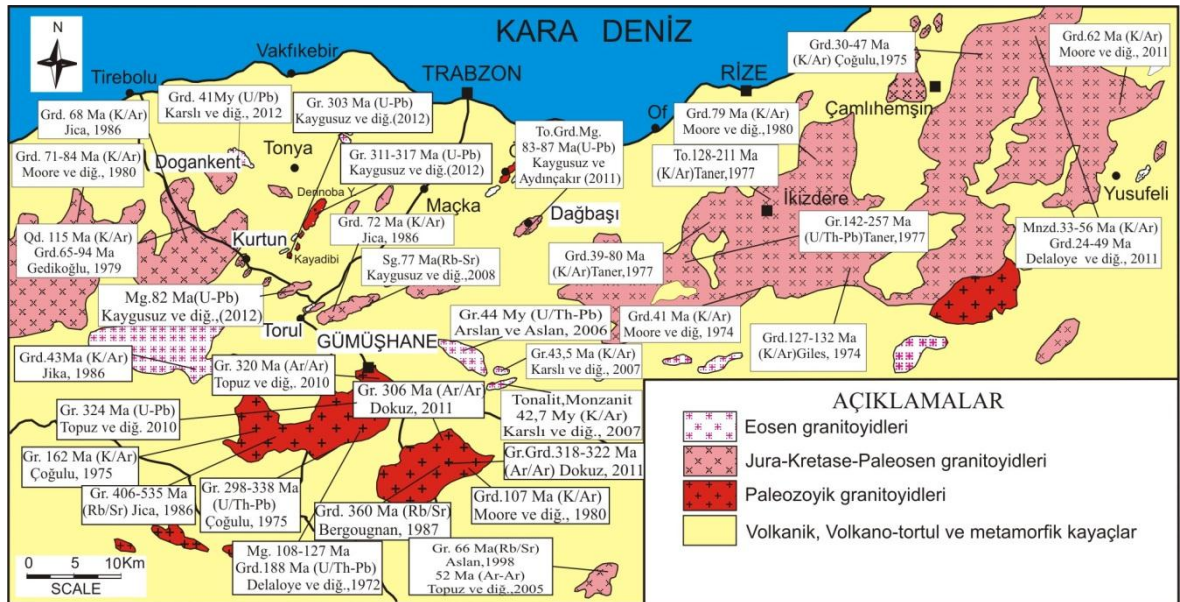 KARA DENİZ
N
Vakfıkebir
Tirebolu
TRABZON
RİZE
Of
Çamlıhemşin
Grd. 68 Ma (K/Ar)
Jica, 1986
Grd. 41My (U/Pb)
Karslı ve diğ., 2012
Gr. 303 Ma (U-Pb)
Kaygusuz ve diğ.(2012)
Grd.30-47 Ma
(K/Ar) Çoğulu, 1975
Grd.62 Ma (K/Ar)
Moore ve diğ., 2011
Grd. 71-84 Ma (K/Ar)
Moore ve diğ., 1980
Dogankent
Tonya
Gr. 311-317 Ma (U-Pb)
Kaygusuz ve diğ.(2012)
To.Grd.Mg.
83-87 Ma(U-Pb)
Kaygusuz ve
Aydınçakır (2011)
Grd.79 Ma (K/Ar)
Moore ve diğ.,1980
To.128-211 Ma
(K/Ar)Taner,1977
Dennoba Y.
Maçka
Dağbaşı
İkizdere
Yusufeli
Qd. 115 Ma (K/Ar)
Grd.65-94 Ma
Gedikoğlu, 1979
Kurtun
Kayadibi
Grd. 72 Ma (K/Ar)
Jica, 1986
Sg.77 Ma(Rb-Sr)
Kaygusuz ve diğ.,2008
Grd.39-80 Ma
(K/Ar)Taner,1977
Gr.142-257 Ma
(U/Th-Pb)Taner,1977
Mnzd.33-56 Ma (K/Ar)
Grd.24-49 Ma
Delaloye ve diğ., 2011
Mg.82 Ma(U-Pb)
Kaygusuz ve diğ.,(2012)
Torul
GÜMÜŞHANE
Gr.44 My (U/Th-Pb)
Arslan ve Aslan, 2006
Grd.41 Ma (K/Ar)
Moore ve diğ, 1974
Grd.127-132 Ma
(K/Ar)Giles, 1974
Grd.43Ma (K/Ar)
Jika, 1986
Gr. 320 Ma (Ar/Ar)
Topuz ve diğ,. 2010
Gr.43,5 Ma (K/Ar)
Karslı ve diğ., 2007
Gr. 306 Ma (Ar/Ar)
Dokuz, 2011
Tonalit,Monzanit
42,7 My (K/Ar)
Karslı ve diğ., 2007
Gr. 324 Ma (U-Pb)
Topuz ve diğ. 2010
Gr. 162 Ma (K/Ar)
Çoğulu, 1975
Gr.Grd.318-322 Ma
(Ar/Ar) Dokuz, 2011
Gr. 406-535 Ma
(Rb/Sr) Jica, 1986
Gr. 298-338 Ma
(U/Th-Pb)
Çoğulu, 1975
Grd. 360 Ma (Rb/Sr)
Bergougnan, 1987
Grd.107 Ma (K/Ar)
Moore ve diğ., 1980
Mg. 108-127 Ma
Grd.188 Ma (U/Th-Pb)
Delaloye ve diğ.,1972
Gr. 66 Ma(Rb/Sr)
Aslan,1998
52 Ma (Ar-Ar)
Topuz ve diğ.,2005
0 5 10Km
SCALE
AÇIKLAMALAR
Eosen granitoyidleri
Jura-Kretase-Paleosen granitoyidleri
Paleozoyik granitoyidleri
Volkanik, Volkano-tortul ve metamorfik kayaçlar